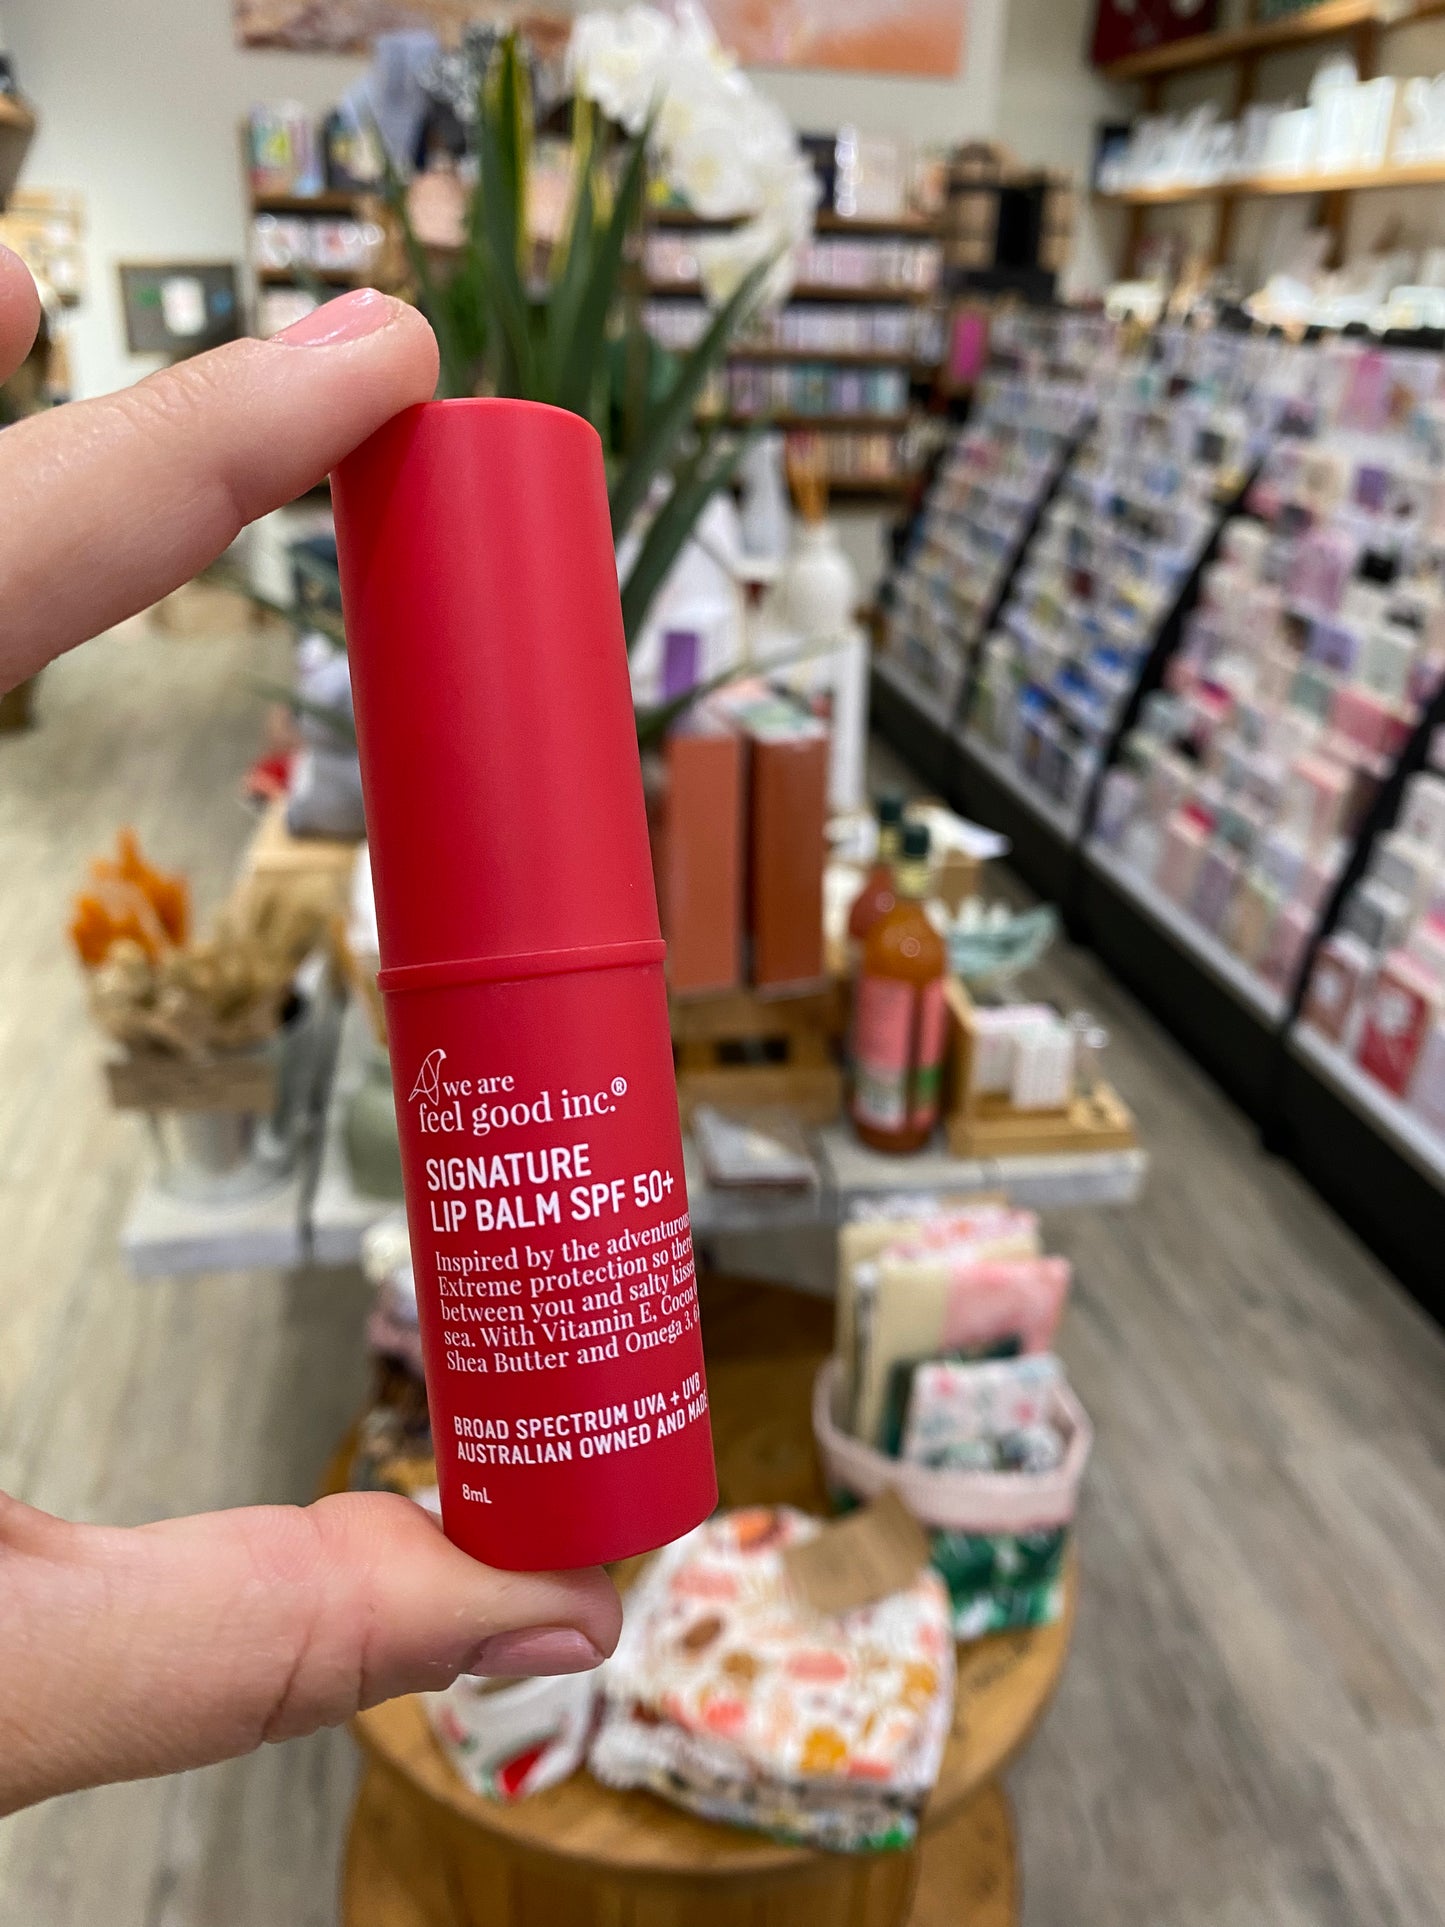 we are
feel good inc.®
SIGNATURE
LIP BALM SPF 50+
Inspired by the adventurous
Extreme protection so there
between you and salty kisse
sea. With Vitamin E, Cocoa
Shea Butter and Omega 3, 6
BROAD SPECTRUM UVA + UVB
AUSTRALIAN OWNED AND MADE
8mL